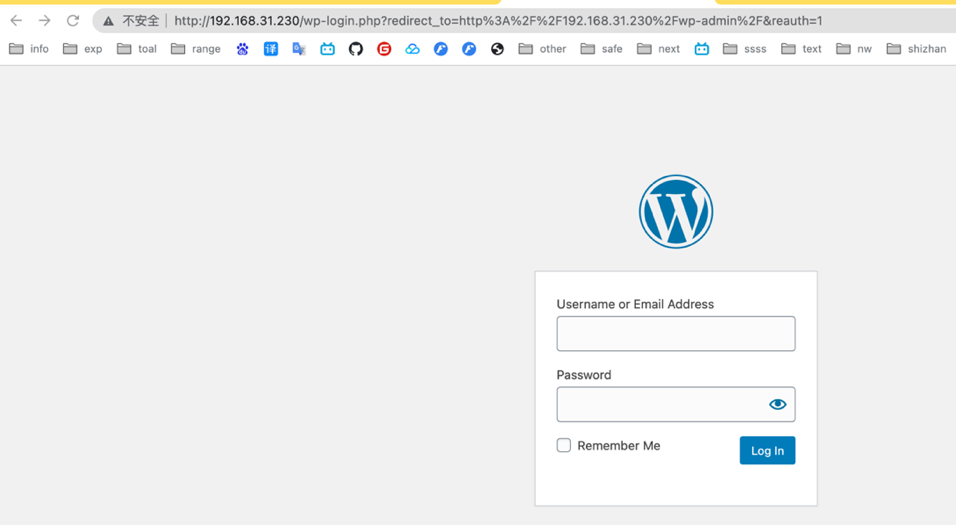 不安全 http://192.168.31.230/wp-login.php?redirect_to=http%3A%2F%2F192.168.31.230%2Fwp-admin%2F&reauth=1
info exp toal range 译 other safe next ssss text nw shizhan
Username or Email Address
Password
Remember Me Log In